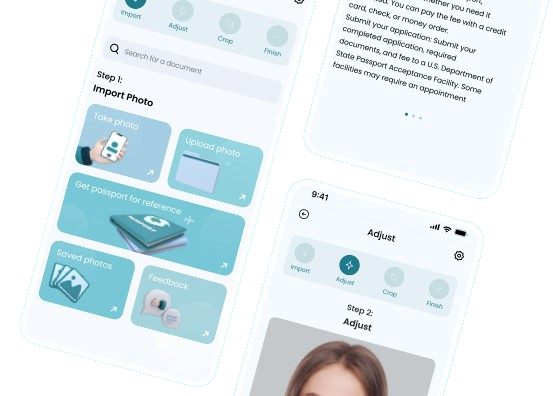 Import
Adjust
Crop
Finish
Search for a document
Step 1:
Import Photo
Take photo
Upload photo
Get passport for reference
PASSPORT
Saved photos
Feedback
whether you need it
You can pay the fee with a credit
card, check, or money order.
Submit your application: Submit your
completed application, required
documents, and fee to a U.S. Department of
State Passport Acceptance Facility. Some
facilities may require an appointment
9:41
Adjust
Import
Adjust
Crop
Finish
Step 2:
Adjust